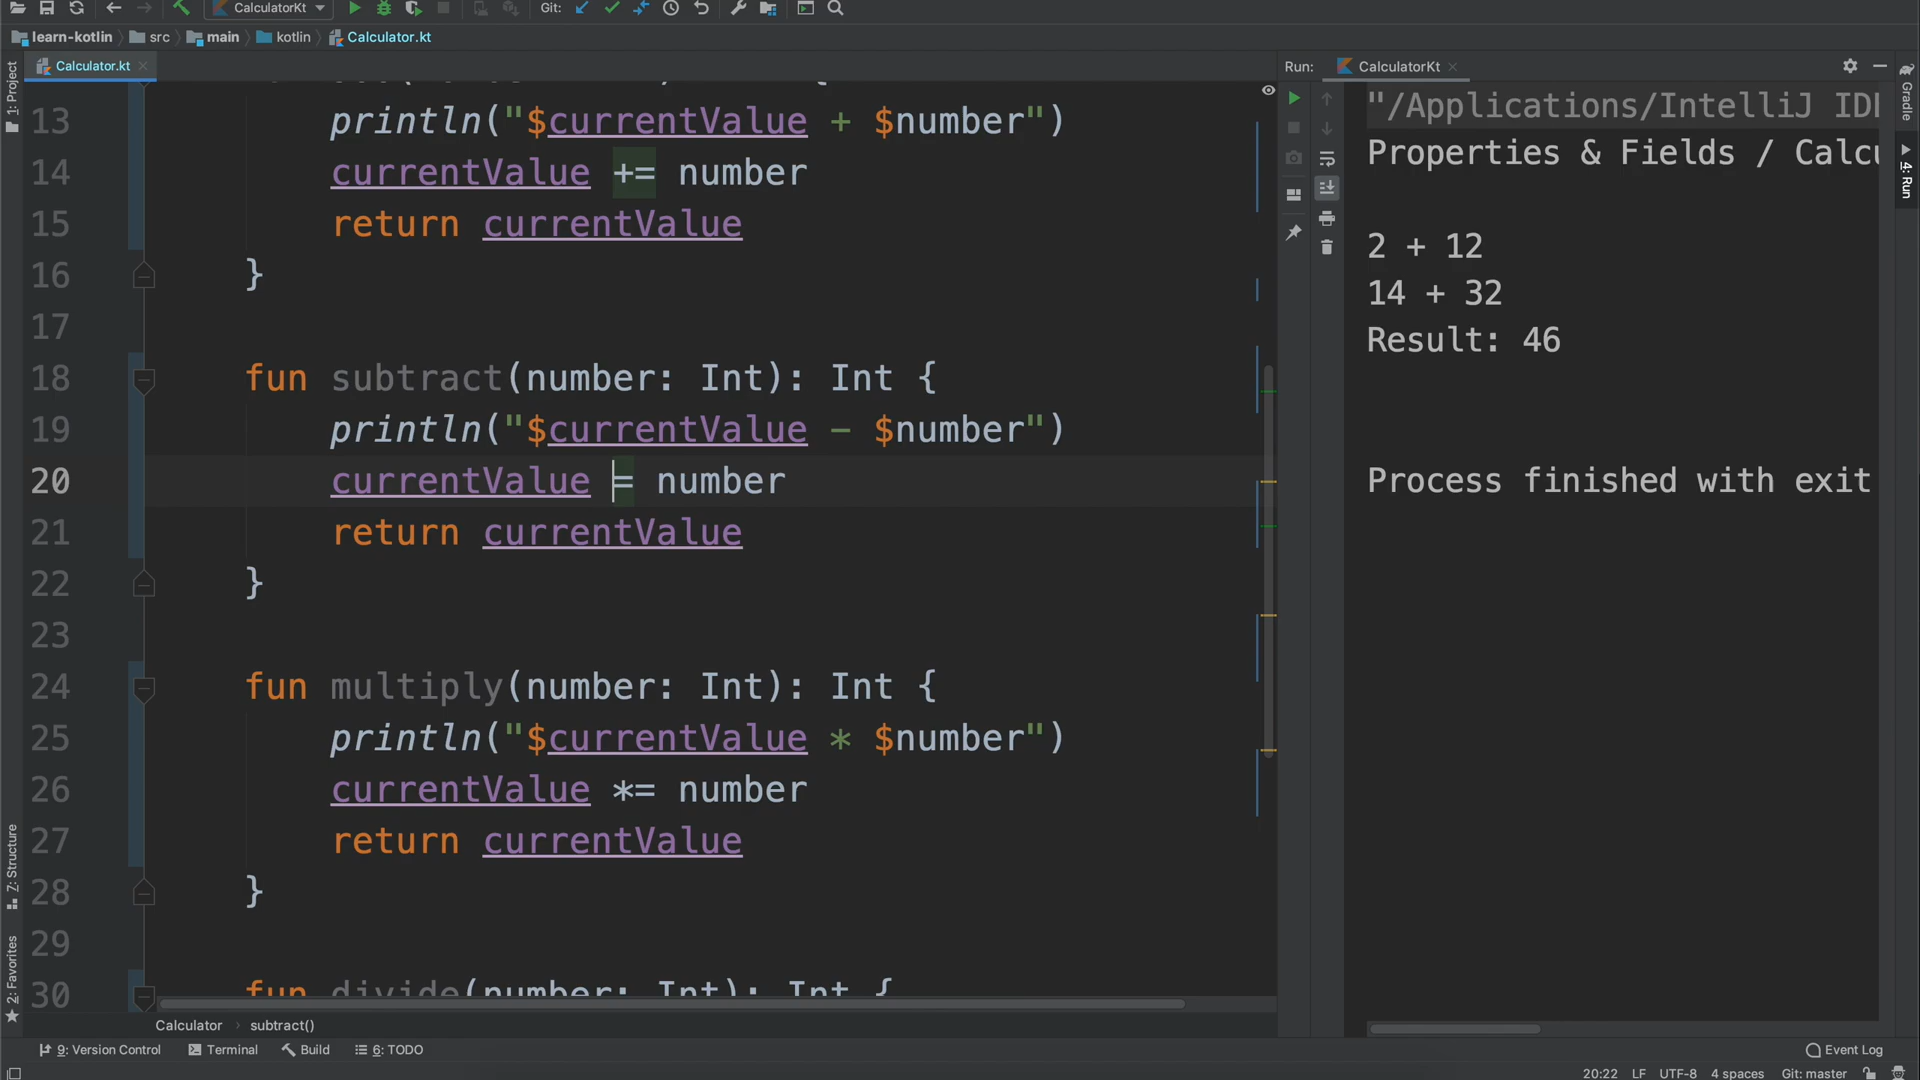 CalculatorKt
Git:
learn-kotlin
src
main
kotlin
Calculator.kt
1: Project
Calculator.kt
13 println("$currentValue + $number")
14 currentValue += number
15 return currentValue
16 }
17
18 fun subtract(number: Int): Int {
19 println("$currentValue - $number")
20 currentValue = number
21 return currentValue
22 }
23
24 fun multiply(number: Int): Int {
25 println("$currentValue * $number")
26 currentValue *= number
27 return currentValue
28 }
29
30 fun divide(number: Int): Int {
Calculator
subtract()
Run:
CalculatorKt
"/Applications/IntelliJ
Properties & Fields /
2 + 12
14 + 32
Result: 46
Process finished with exit
Gradle
4: Run
7: Structure
2: Favorites
9: Version Control
Terminal
Build
6: TODO
Event Log
20:22
LF
UTF-8
4 spaces
Git: master